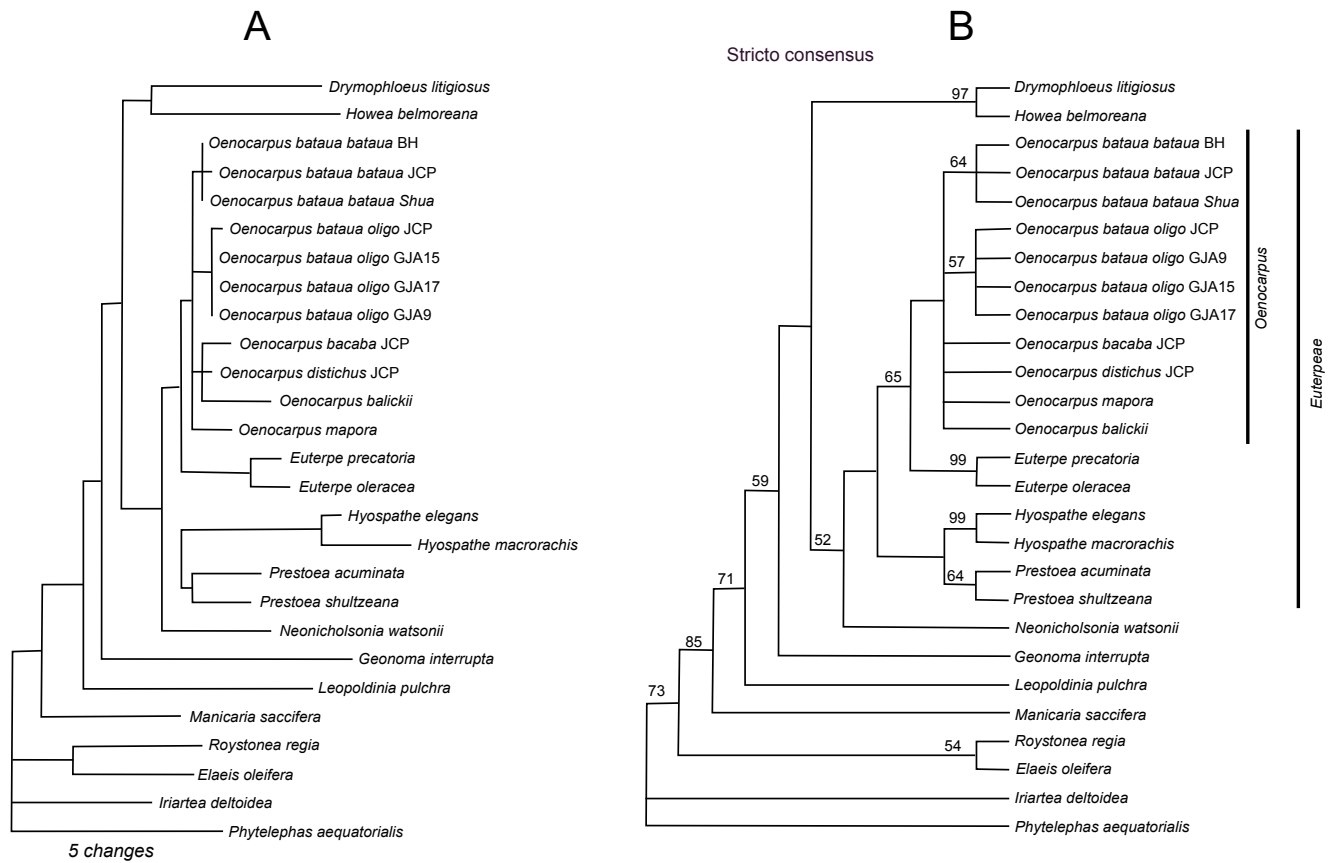 A
Drymophloeus litigiosus
Howea belmoreana
Oenocarpus bataua bataua BH
Oenocarpus bataua bataua JCP
Oenocarpus bataua bataua Shua
Oenocarpus bataua oligo JCP
Oenocarpus bataua oligo GJA15
Oenocarpus bataua oligo GJA17
Oenocarpus bataua oligo GJA9
Oenocarpus bacaba JCP
Oenocarpus distichus JCP
Oenocarpus balickii
Oenocarpus mapora
Euterpe precatoria
Euterpe oleracea
Hyospathe elegans
Hyospathe macrorachis
Prestoea acuminata
Prestoea shultzeana
Neonicholsonia watsonii
Geonoma interrupta
Leopoldinia pulchra
Manicaria saccifera
Roystonea regia
Elaeis oleifera
Iriartea deltoidea
Phytelephas aequatorialis
5 changes
B
Stricto consensus
97
Drymophloeus litigiosus
Howea belmoreana
Oenocarpus bataua bataua BH
64
Oenocarpus bataua bataua JCP
Oenocarpus bataua bataua Shua
Oenocarpus bataua oligo JCP
57
Oenocarpus bataua oligo GJA9
Oenocarpus bataua oligo GJA15
Oenocarpus bataua oligo GJA17
Oenocarpus bacaba JCP
Oenocarpus distichus JCP
65
Oenocarpus mapora
Oenocarpus balickii
99
Euterpe precatoria
Euterpe oleracea
59
99
Hyospathe elegans
Hyospathe macrorachis
52
64
Prestoea acuminata
Prestoea shultzeana
71
Neonicholsonia watsonii
85
Geonoma interrupta
Leopoldinia pulchra
73
Manicaria saccifera
54
Roystonea regia
Elaeis oleifera
Iriartea deltoidea
Phytelephas aequatorialis
Oenocarpus
Euterpeae